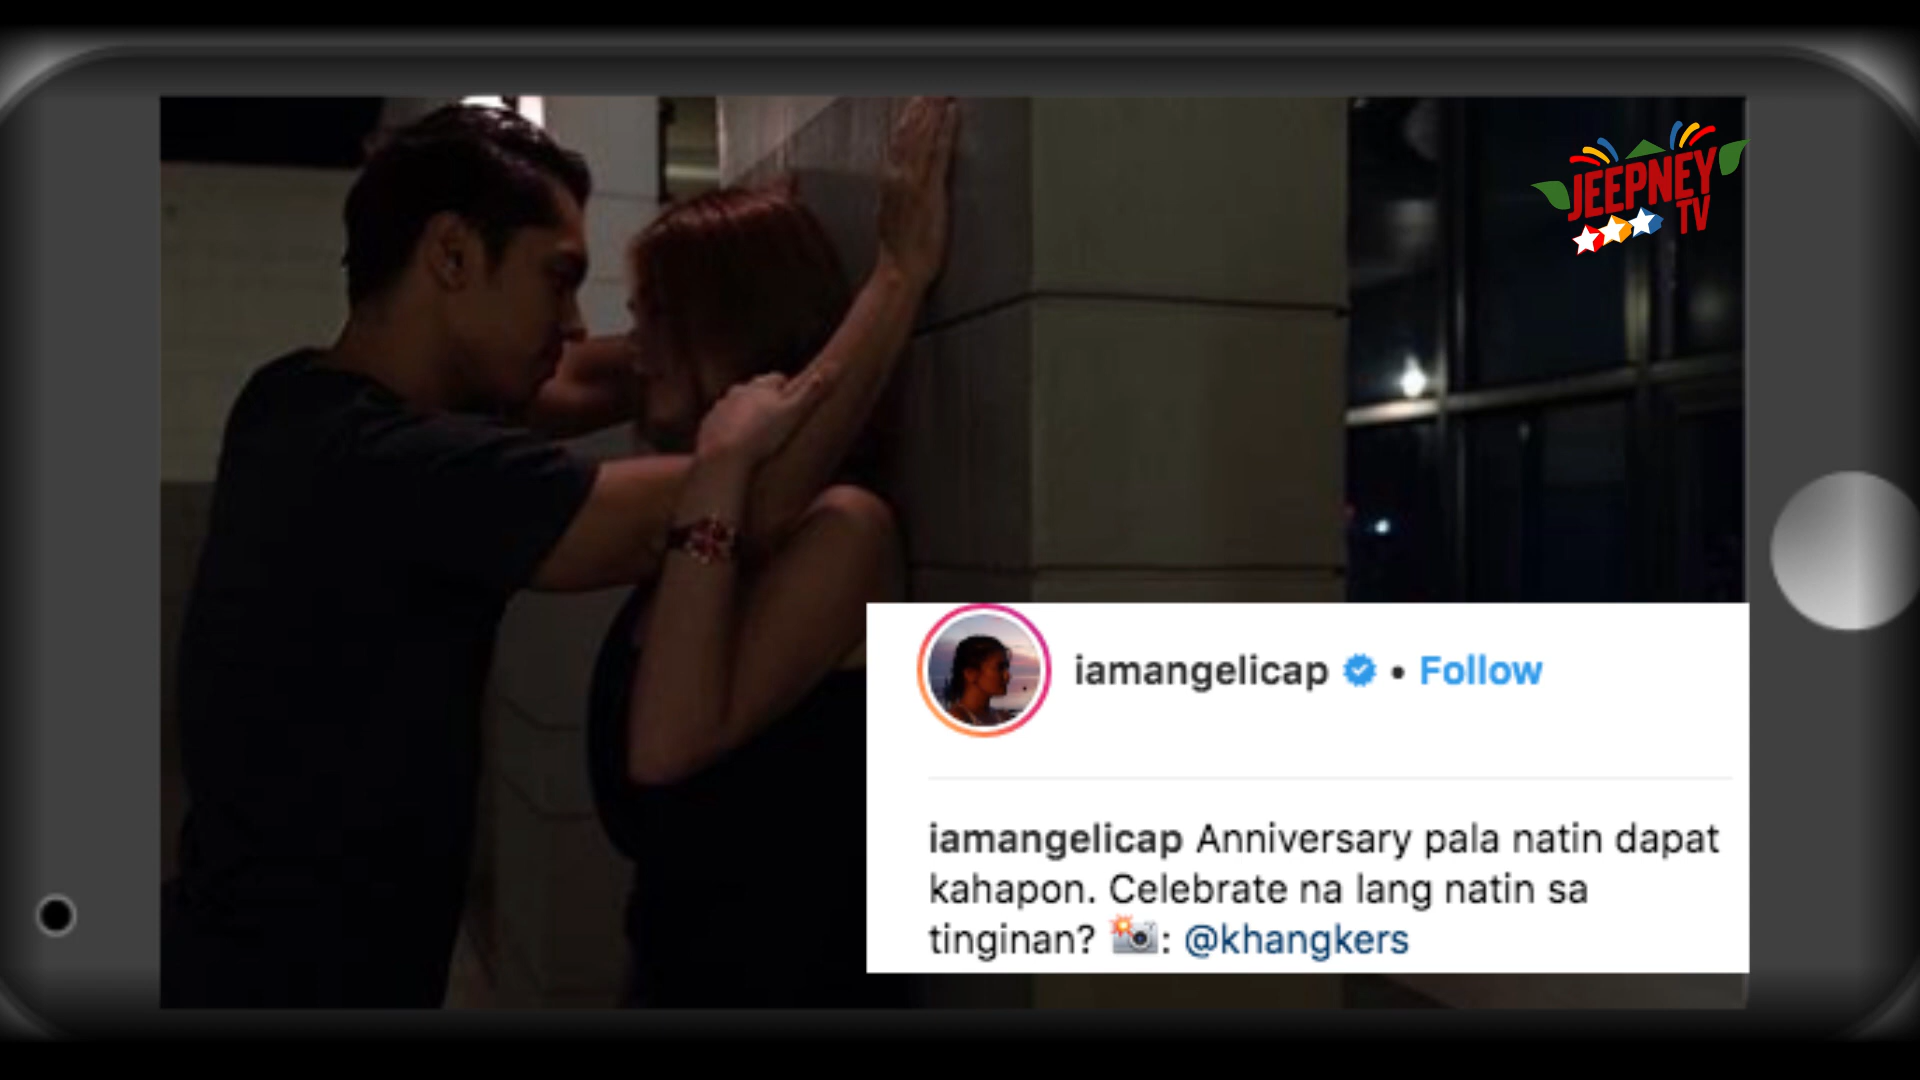 JEEPNEY
TV
iamangelicap • Follow
iamangelicap Anniversary pala natin dapat
kahapon. Celebrate na lang natin sa
tinginan? 📸: @khangkers